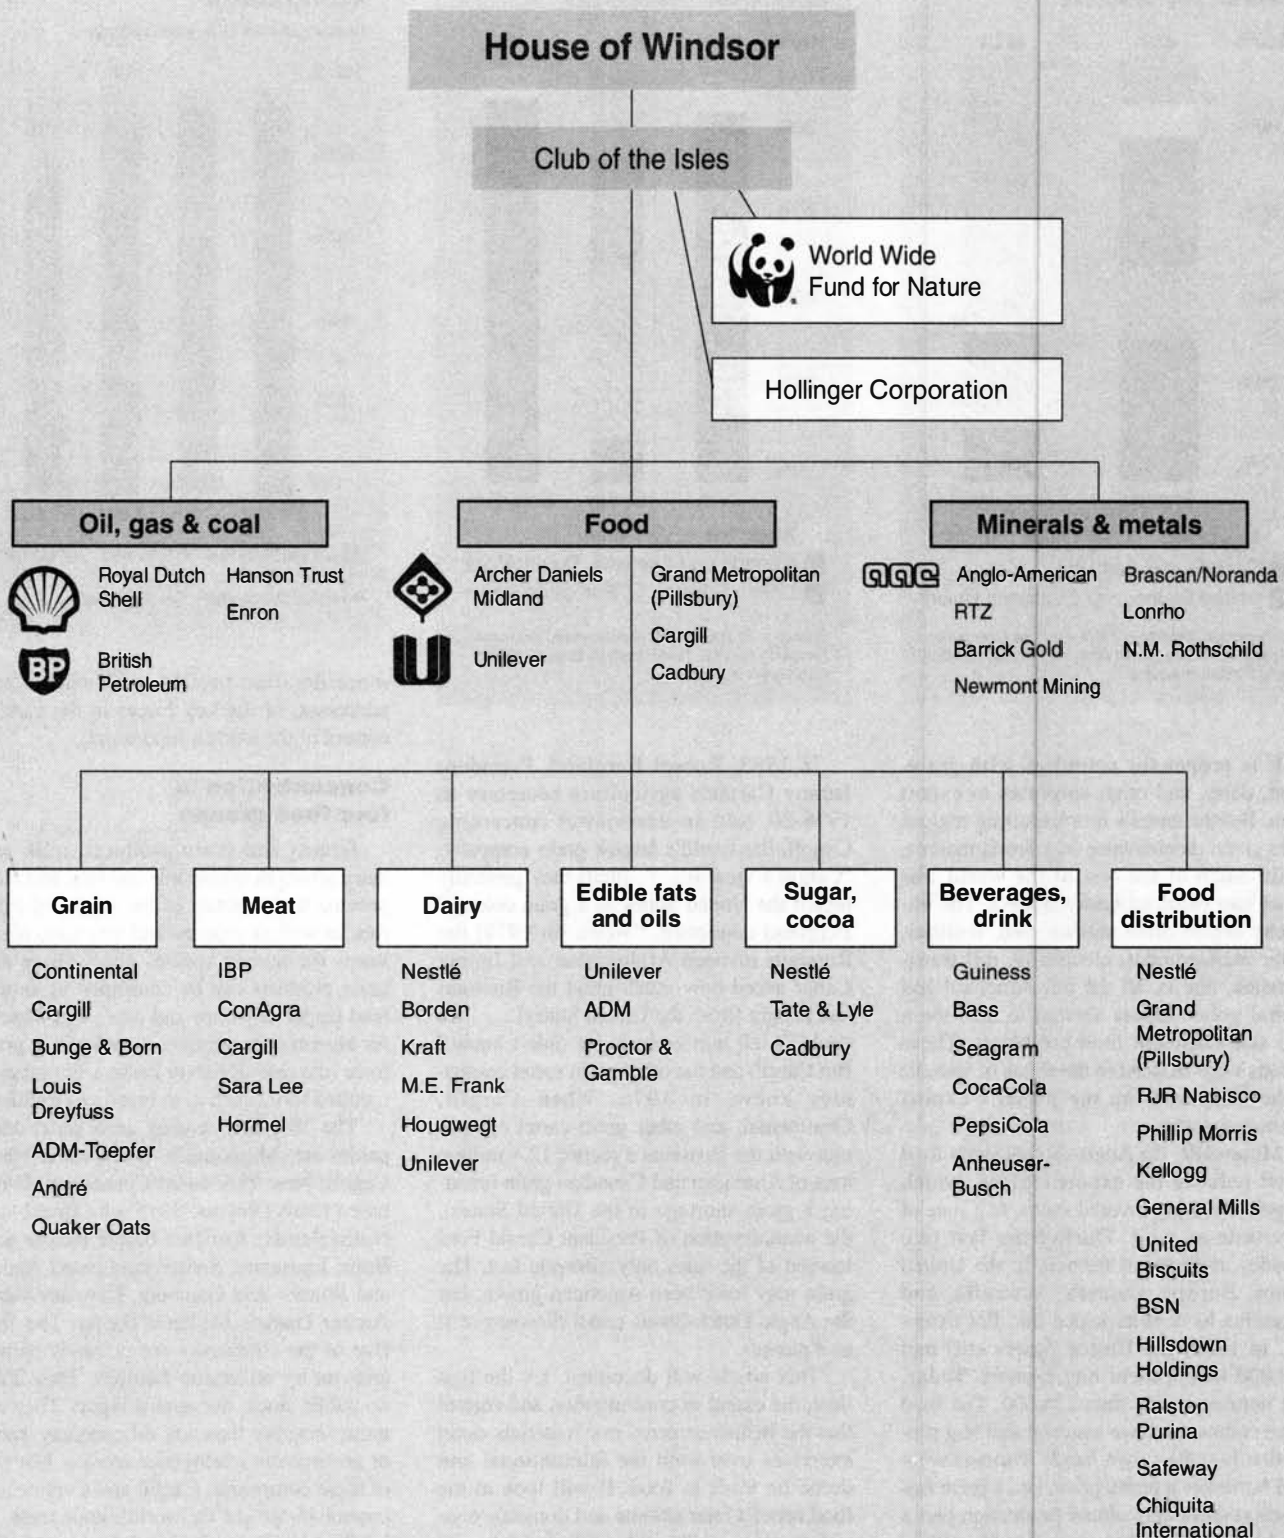 House of Windsor
Club of the Isles
World Wide
Fund for Nature
Hollinger Corporation
Oil, gas & coal
Royal Dutch
Shell
BP
British
Petroleum
Hanson Trust
Enron
Food
Archer Daniels
Midland
Unilever
Grand Metropolitan
(Pillsbury)
Cargill
Cadbury
Minerals & metals
Anglo-American
RTZ
Barrick Gold
Newmont Mining
Brascan/Noranda
Lonrho
N.M. Rothschild
Grain
Continental
Cargill
Bunge & Born
Louis
Dreyfuss
ADM-Toepfer
André
Quaker Oats
Meat
IBP
ConAgra
Cargill
Sara Lee
Hormel
Dairy
Nestlé
Borden
Kraft
M.E. Frank
Hougwegt
Unilever
Edible fats
and oils
Unilever
ADM
Proctor &
Gamble
Sugar,
cocoa
Nestlé
Tate & Lyle
Cadbury
Beverages,
drink
Guiness
Bass
Seagram
CocaCola
PepsiCola
Anheuser-
Busch
Food
distribution
Nestlé
Grand
Metropolitan
(Pillsbury)
RJR Nabisco
Phillip Morris
Kellogg
General Mills
United
Biscuits
BSN
Hillsdown
Holdings
Ralston
Purina
Safeway
Chiquita
International